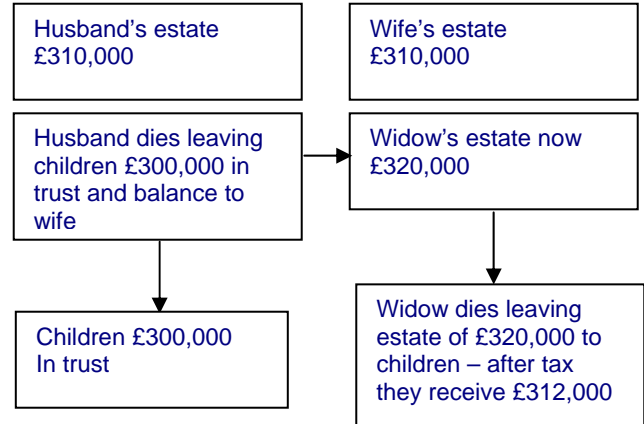 Husband's estate
£310,000
Wife's estate
£310,000
Husband dies leaving
children £300,000 in
trust and balance to
wife
Widow's estate now
£320,000
Children £300,000
In trust
Widow dies leaving
estate of £320,000 to
children – after tax
they receive £312,000